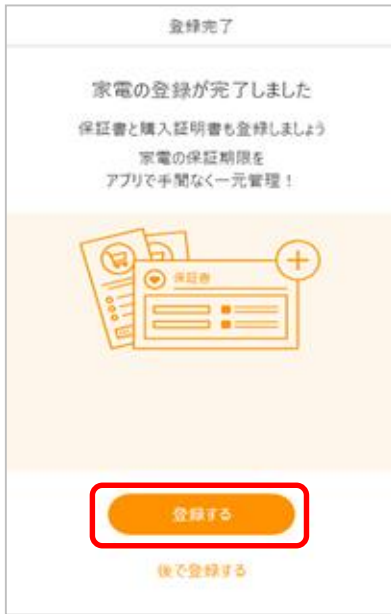 登録完了
家電の登録が完了しました
保証書と購入証明書も登録しましょう
家電の保証期限を
アプリで手間なく一元管理！
保証書
登録する
後で登録する